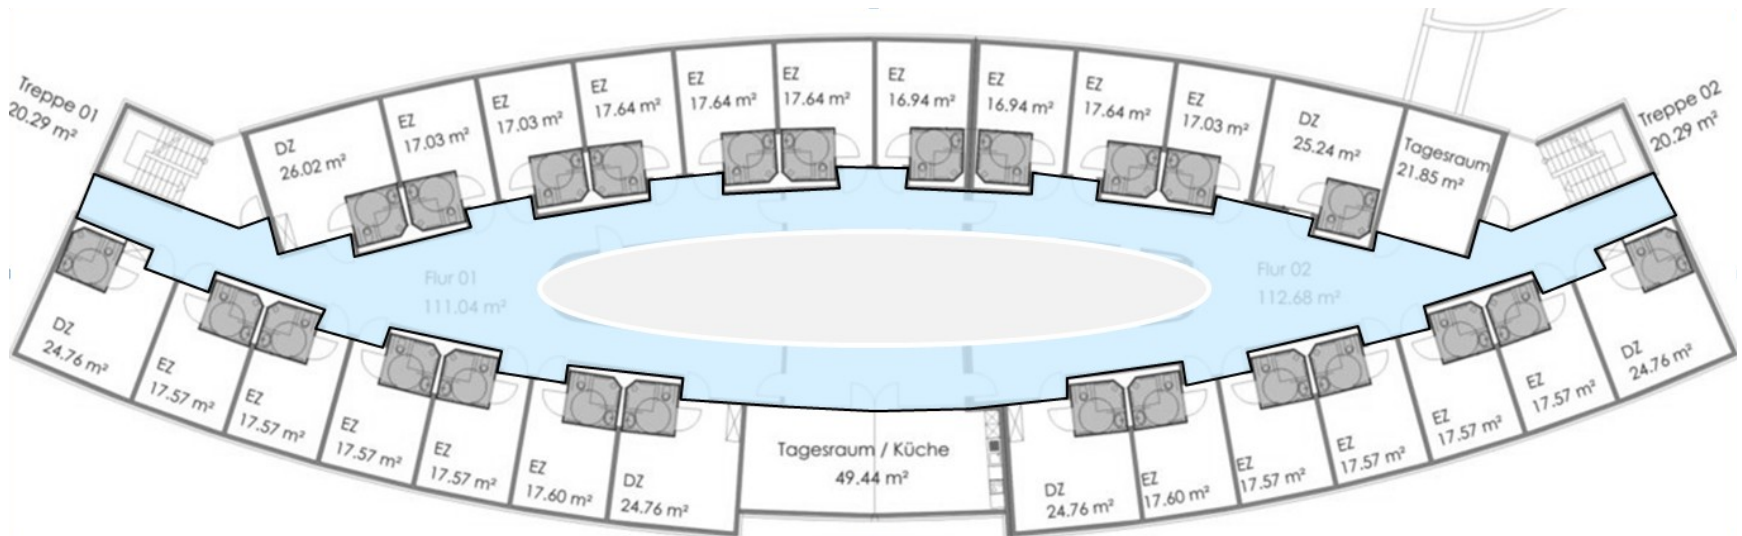 Treppe 01
20.29 m²
DZ
26.02 m²
EZ
17.03 m²
EZ
17.03 m²
EZ
17.64 m²
EZ
17.64 m²
EZ
17.64 m²
EZ
16.94 m²
EZ
16.94 m²
EZ
17.64 m²
EZ
17.03 m²
DZ
25.24 m²
Tagesraum
21.85 m²
Treppe 02
20.29 m²
Flur 01
111.04 m²
Flur 02
112.68 m²
DZ
24.76 m²
EZ
17.57 m²
EZ
17.57 m²
EZ
17.57 m²
EZ
17.57 m²
EZ
17.60 m²
DZ
24.76 m²
Tagesraum / Küche
49.44 m²
DZ
24.76 m²
EZ
17.60 m²
EZ
17.57 m²
EZ
17.57 m²
EZ
17.57 m²
EZ
17.57 m²
DZ
24.76 m²